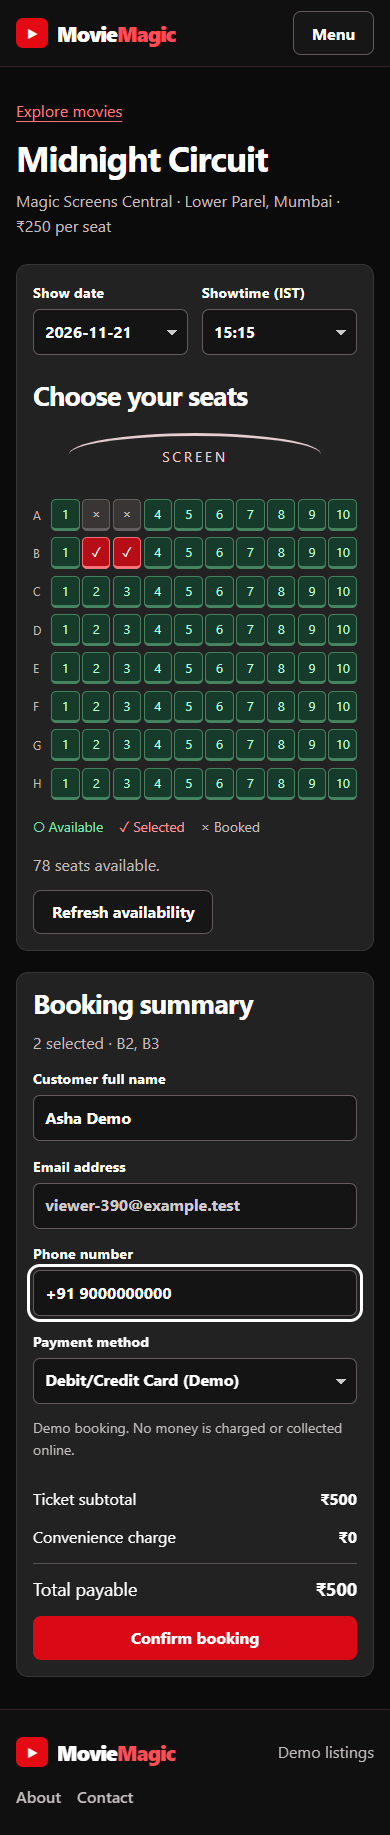 MovieMagic Menu
Explore movies
Midnight Circuit
Magic Screens Central · Lower Parel, Mumbai ·
₹250 per seat
Show date Showtime (IST)
2026-11-21 15:15
Choose your seats
SCREEN
A 1 × × 4 5 6 7 8 9 10
B 1 ✓ ✓ 4 5 6 7 8 9 10
C 1 2 3 4 5 6 7 8 9 10
D 1 2 3 4 5 6 7 8 9 10
E 1 2 3 4 5 6 7 8 9 10
F 1 2 3 4 5 6 7 8 9 10
G 1 2 3 4 5 6 7 8 9 10
H 1 2 3 4 5 6 7 8 9 10
○ Available ✓ Selected × Booked
78 seats available.
Refresh availability
Booking summary
2 selected · B2, B3
Customer full name
Asha Demo
Email address
viewer-390@example.test
Phone number
+91 9000000000
Payment method
Debit/Credit Card (Demo)
Demo booking. No money is charged or collected
online.
Ticket subtotal ₹500
Convenience charge ₹0
Total payable ₹500
Confirm booking
MovieMagic Demo listings
About Contact